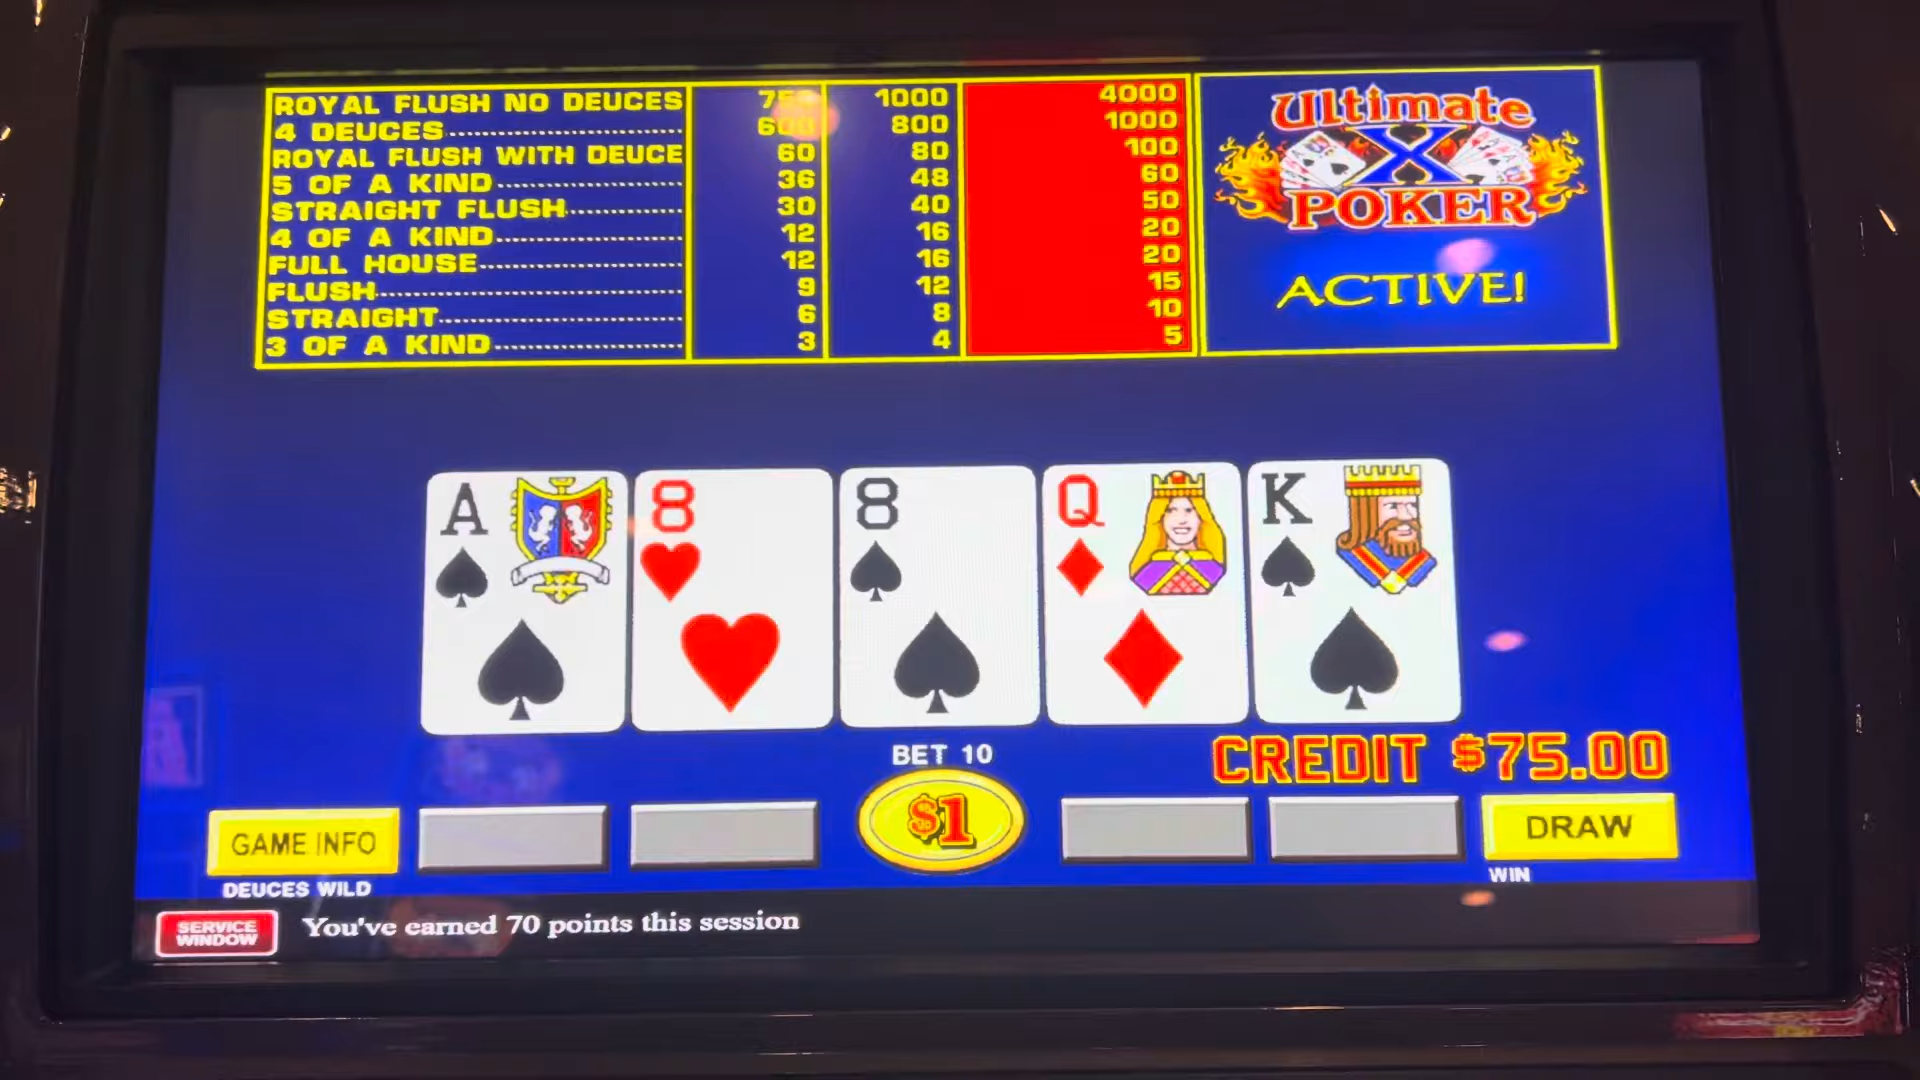 ROYAL FLUSH NO DEUCES 1000 4000
4 DEUCES 600 800 1000
ROYAL FLUSH WITH DEUCE 60 80 100
5 OF A KIND 36 48 60
STRAIGHT FLUSH 30 40 50
4 OF A KIND 12 16 20
FULL HOUSE 12 16 20
FLUSH 9 12 15
STRAIGHT 6 8 10
3 OF A KIND 3 4 5
Ultimate
X
POKER
ACTIVE!
A 8 8 Q K
BET 10
CREDIT $75.00
GAME INFO
$1
DRAW
DEUCES WILD
WIN
SERVICE
WINDOW
You've earned 70 points this session